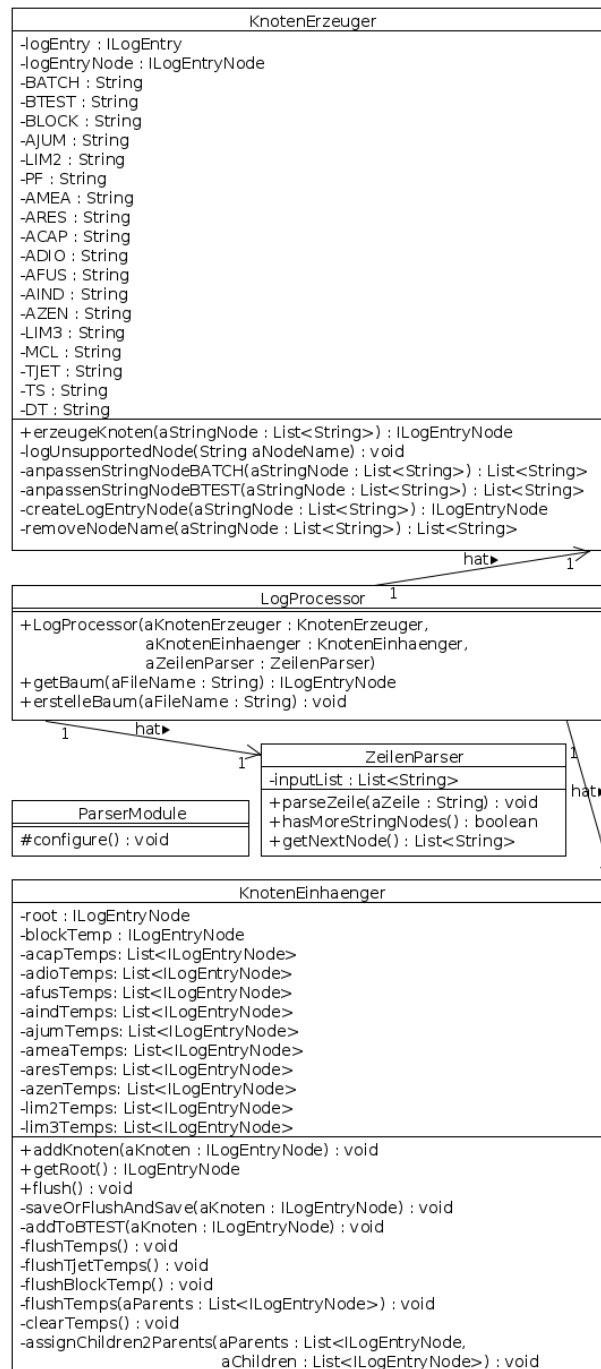 KnotenErzeuger
-logEntry : ILogEntry
-logEntryNode : ILogEntryNode
-BATCH : String
-BTEST : String
-BLOCK : String
-AJUM : String
-LIM2 : String
-PF : String
-AMEA : String
-ARES : String
-ACAP : String
-ADIO : String
-AFUS : String
-AIND : String
-AZEN : String
-LIM3 : String
-MCL : String
-TJET : String
-TS : String
-DT : String
+erzeugeKnoten(aStringNode : List<String>) : ILogEntryNode
-logUnsupportedNode(String aNodeName) : void
-anpassenStringNodeBATCH(aStringNode : List<String>) : List<String>
-anpassenStringNodeBTEST(aStringNode : List<String>) : List<String>
-createLogEntryNode(aStringNode : List<String>) : ILogEntryNode
-removeNodeName(aStringNode : List<String>) : List<String>
hat▶
1
1
LogProcessor
+LogProcessor(aKnotenErzeuger : KnotenErzeuger,
aKnotenEinhaenger : KnotenEinhaenger,
aZeilenParser : ZeilenParser)
+getBaum(aFileName : String) : ILogEntryNode
+erstelleBaum(aFileName : String) : void
hat▶
1
1
1
hat▶
ZeilenParser
-inputList : List<String>
+parseZeile(aZeile : String) : void
+hasMoreStringNodes() : boolean
+getNextNode() : List<String>
ParserModule
#configure() : void
KnotenEinhaenger
-root : ILogEntryNode
-blockTemp : ILogEntryNode
-acapTemps: List<ILogEntryNode>
-adioTemps: List<ILogEntryNode>
-afusTemps: List<ILogEntryNode>
-aindTemps: List<ILogEntryNode>
-ajumTemps: List<ILogEntryNode>
-ameaTemps: List<ILogEntryNode>
-aresTemps: List<ILogEntryNode>
-azenTemps: List<ILogEntryNode>
-lim2Temps: List<ILogEntryNode>
-lim3Temps: List<ILogEntryNode>
+addKnoten(aKnoten : ILogEntryNode) : void
+getRoot() : ILogEntryNode
+flush() : void
-saveOrFlushAndSave(aKnoten : ILogEntryNode) : void
-addToBTEST(aKnoten : ILogEntryNode) : void
-flushTemps() : void
-flushTjetTemps() : void
-flushBlockTemp() : void
-flushTemps(aParents : List<ILogEntryNode>) : void
-clearTemps() : void
-assignChildren2Parents(aParents : List<ILogEntryNode,
aChildren : List<ILogEntryNode>) : void